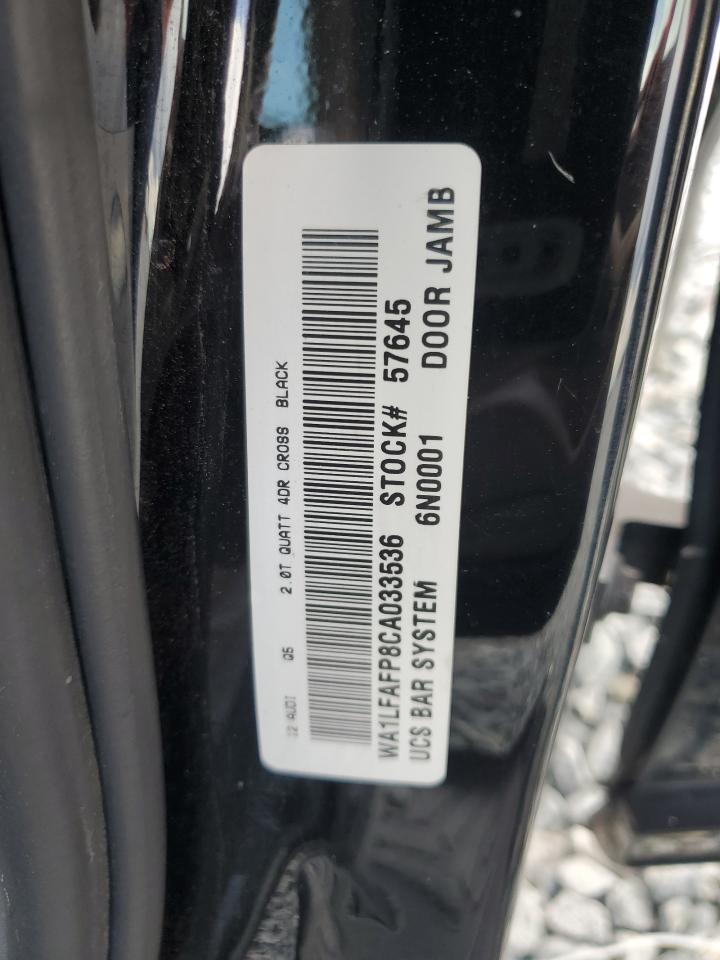 12 AUDI Q5 2.0T QUATT 4DR CROSS BLACK
WA1LFAFP8CA033536 STOCK# 57645
UCS BAR SYSTEM 6N0001 DOOR JAMB